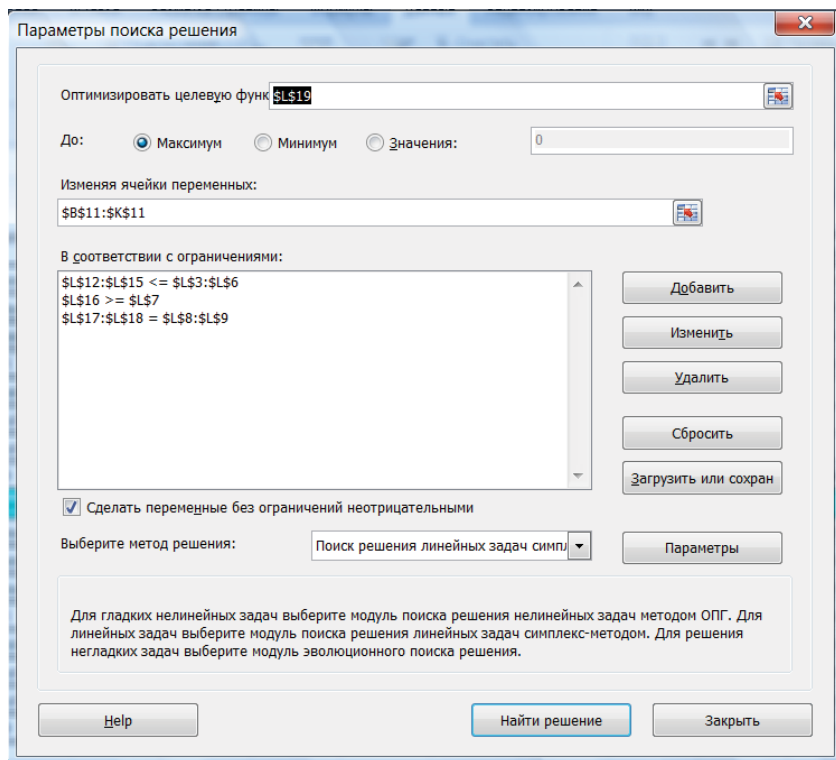 Параметры поиска решения
Оптимизировать целевую функ $L$19
До: Максимум Минимум Значения: 0
Изменяя ячейки переменных:
$B$11:$K$11
В соответствии с ограничениями:
$L$12:$L$15 <= $L$3:$L$6
$L$16 >= $L$7
$L$17:$L$18 = $L$8:$L$9
Добавить
Изменить
Удалить
Сбросить
Загрузить или сохран
Сделать переменные без ограничений неотрицательными
Выберите метод решения: Поиск решения линейных задач симпл Параметры
Для гладких нелинейных задач выберите модуль поиска решения нелинейных задач методом ОПГ. Для
линейных задач выберите модуль поиска решения линейных задач симплекс-методом. Для решения
негладких задач выберите модуль эволюционного поиска решения.
Help Найти решение Закрыть